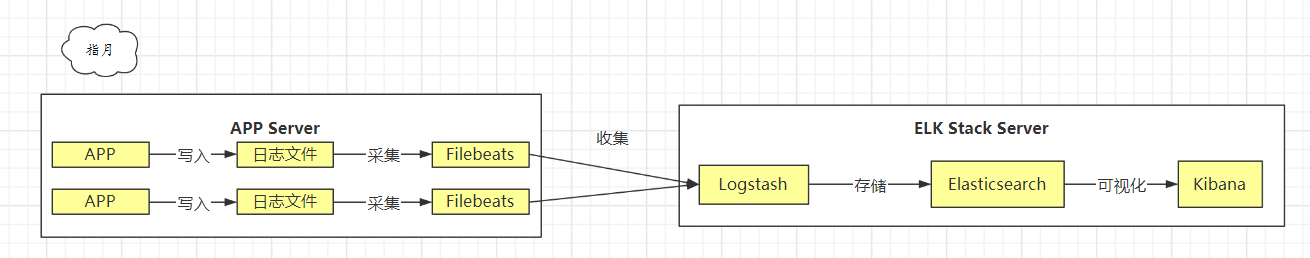 指月
APP Server
APP 写入 日志文件 采集 Filebeats
APP 写入 日志文件 采集 Filebeats
收集
ELK Stack Server
Logstash 存储 Elasticsearch 可视化 Kibana